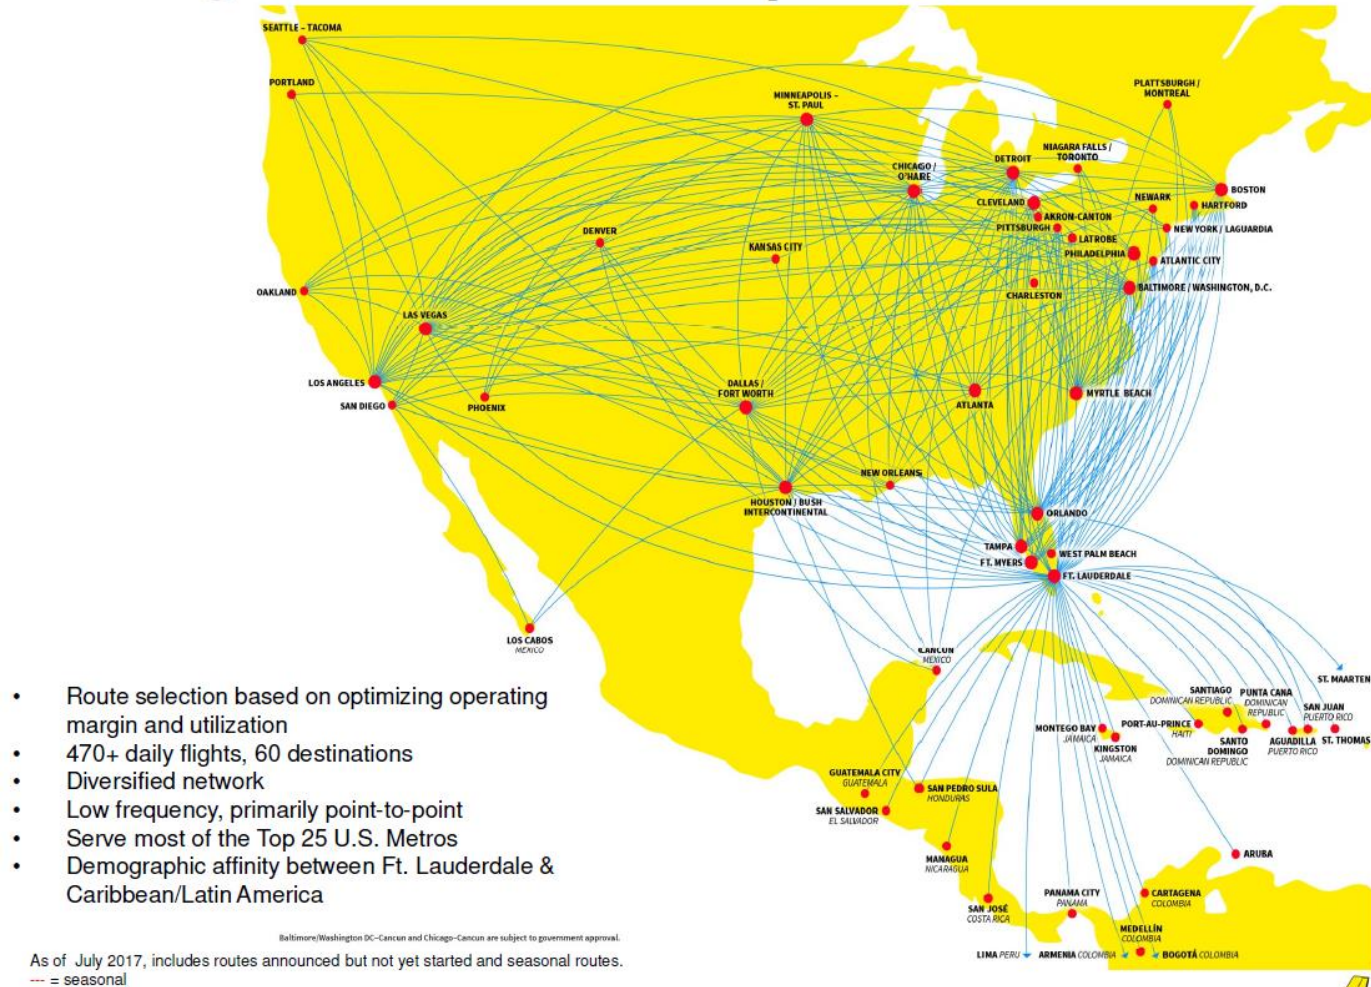 SEATTLE – TACOMA
PORTLAND
MINNEAPOLIS –
ST. PAUL
PLATTSBURGH /
MONTREAL
CHICAGO /
O'HARE
DETROIT
NIAGARA FALLS /
TORONTO
BOSTON
CLEVELAND
NEWARK
HARTFORD
AKRON-CANTON
PITTSBURGH
NEW YORK / LAGUARDIA
DENVER
KANSAS CITY
LATROBE
PHILADELPHIA
ATLANTIC CITY
OAKLAND
CHARLESTON
BALTIMORE / WASHINGTON, D.C.
LAS VEGAS
LOS ANGELES
SAN DIEGO
PHOENIX
DALLAS /
FORT WORTH
ATLANTA
MYRTLE BEACH
NEW ORLEANS
HOUSTON / BUSH
INTERCONTINENTAL
ORLANDO
TAMPA
WEST PALM BEACH
FT. MYERS
FT. LAUDERDALE
LOS CABOS
MEXICO
CANCUN
MEXICO
ST. MAARTEN
SANTIAGO
DOMINICAN REPUBLIC
PUNTA CANA
DOMINICAN
REPUBLIC
SAN JUAN
PUERTO RICO
MONTEGO BAY
JAMAICA
KINGSTON
JAMAICA
PORT-AU-PRINCE
HAITI
SANTO
DOMINGO
DOMINICAN REPUBLIC
AGUADILLA
PUERTO RICO
ST. THOMAS
GUATEMALA CITY
GUATEMALA
SAN PEDRO SULA
HONDURAS
SAN SALVADOR
EL SALVADOR
MANAGUA
NICARAGUA
ARUBA
SAN JOSÉ
COSTA RICA
PANAMA CITY
PANAMA
CARTAGENA
COLOMBIA
MEDELLÍN
COLOMBIA
LIMA PERU
ARMENIA COLOMBIA
BOGOTÁ COLOMBIA
• Route selection based on optimizing operating
margin and utilization
• 470+ daily flights, 60 destinations
• Diversified network
• Low frequency, primarily point-to-point
• Serve most of the Top 25 U.S. Metros
• Demographic affinity between Ft. Lauderdale &
Caribbean/Latin America
Baltimore/Washington DC–Cancun and Chicago-Cancun are subject to government approval.
As of July 2017, includes routes announced but not yet started and seasonal routes.
--- = seasonal